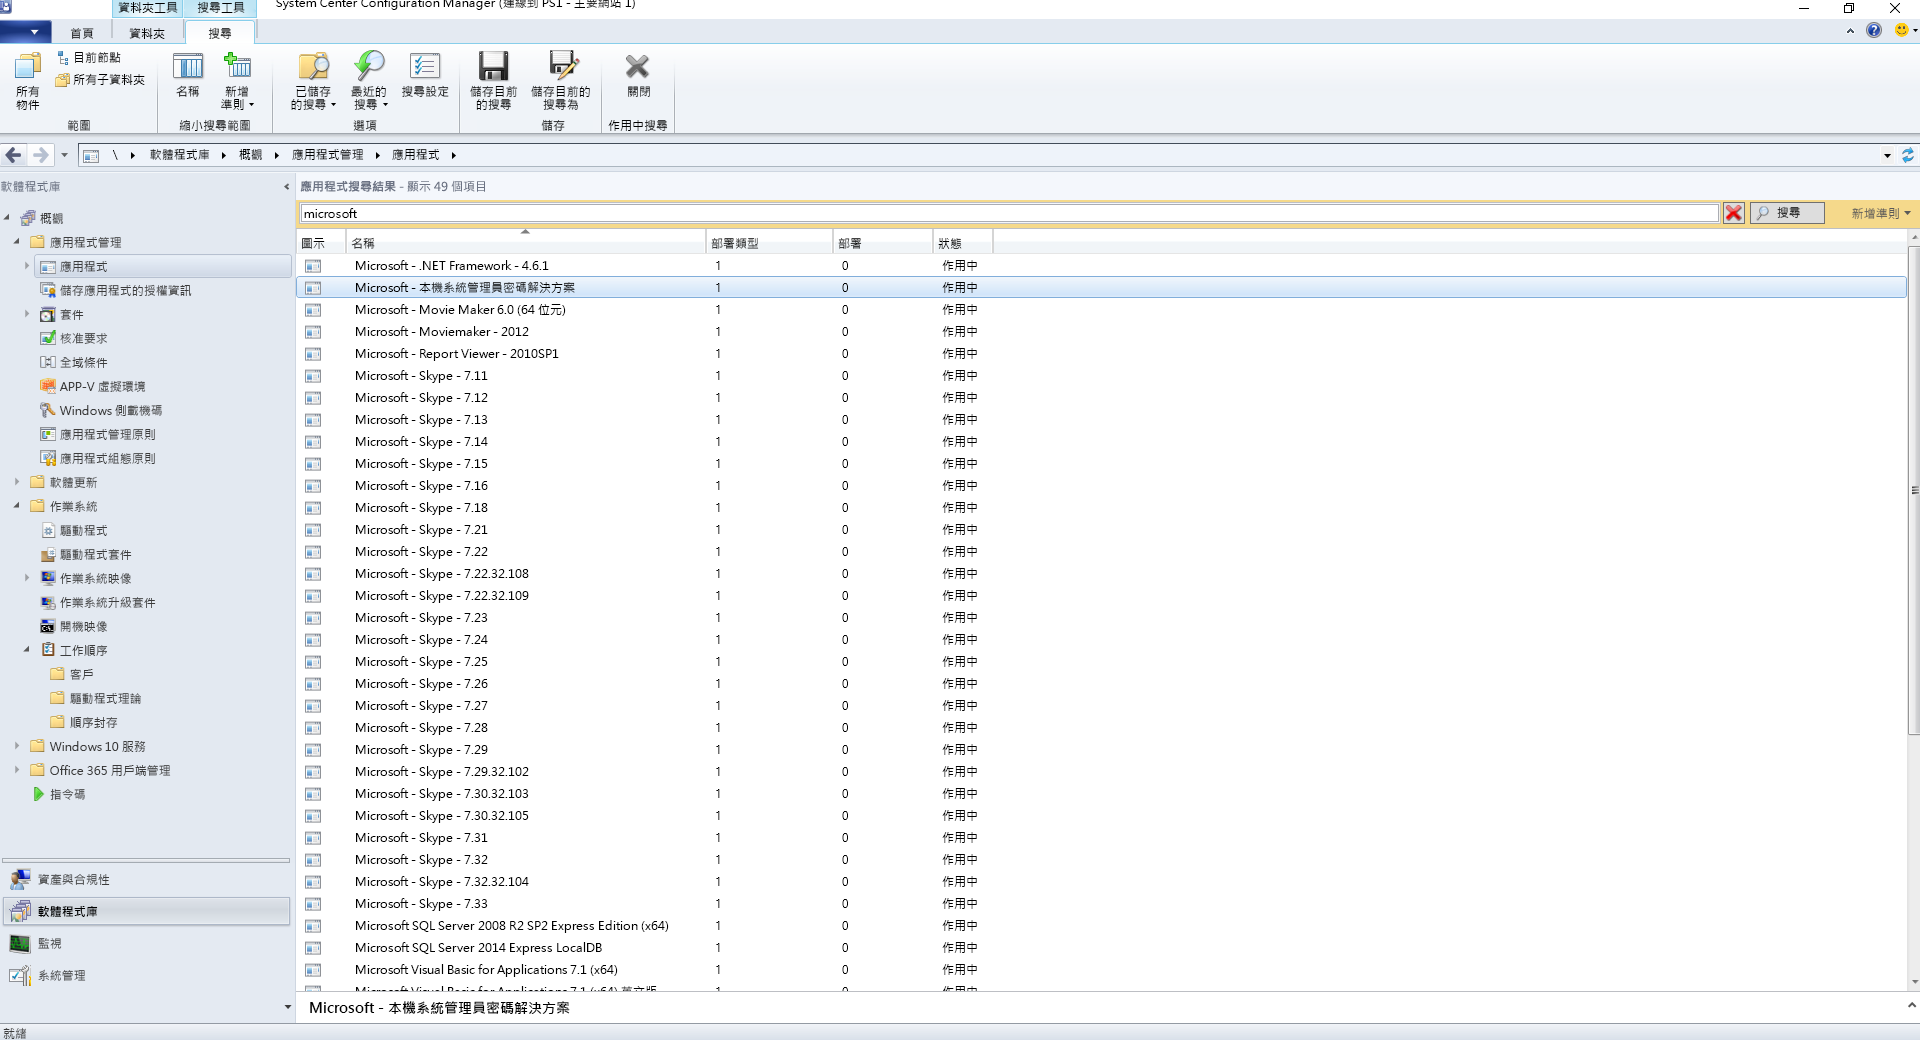 資料夾工具 搜尋工具 System Center Configuration Manager (連線到 PS1 - 主要網站 1)
首頁 資料夾 搜尋
所有物件
目前節點
所有子資料夾
範圍
名稱
新增準則
縮小搜尋範圍
已儲存的搜尋
最近的搜尋
搜尋設定
選項
儲存目前的搜尋
儲存目前的搜尋為
儲存
關閉
作用中搜尋
\ 軟體程式庫 概觀 應用程式管理 應用程式
軟體程式庫
概觀
應用程式管理
應用程式
儲存應用程式的授權資訊
套件
核准要求
全域條件
APP-V 虛擬環境
Windows 側載機碼
應用程式管理原則
應用程式組態原則
軟體更新
作業系統
驅動程式
驅動程式套件
作業系統映像
作業系統升級套件
開機映像
工作順序
客戶
驅動程式理論
順序封存
Windows 10 服務
Office 365 用戶端管理
指令碼
資產與合規性
軟體程式庫
監視
系統管理
應用程式搜尋結果 - 顯示 49 個項目
microsoft 搜尋 新增準則
圖示 名稱 部署類型 部署 狀態
Microsoft - .NET Framework - 4.6.1 1 0 作用中
Microsoft - 本機系統管理員密碼解決方案 1 0 作用中
Microsoft - Movie Maker 6.0 (64 位元) 1 0 作用中
Microsoft - Moviemaker - 2012 1 0 作用中
Microsoft - Report Viewer - 2010SP1 1 0 作用中
Microsoft - Skype - 7.11 1 0 作用中
Microsoft - Skype - 7.12 1 0 作用中
Microsoft - Skype - 7.13 1 0 作用中
Microsoft - Skype - 7.14 1 0 作用中
Microsoft - Skype - 7.15 1 0 作用中
Microsoft - Skype - 7.16 1 0 作用中
Microsoft - Skype - 7.18 1 0 作用中
Microsoft - Skype - 7.21 1 0 作用中
Microsoft - Skype - 7.22 1 0 作用中
Microsoft - Skype - 7.22.32.108 1 0 作用中
Microsoft - Skype - 7.22.32.109 1 0 作用中
Microsoft - Skype - 7.23 1 0 作用中
Microsoft - Skype - 7.24 1 0 作用中
Microsoft - Skype - 7.25 1 0 作用中
Microsoft - Skype - 7.26 1 0 作用中
Microsoft - Skype - 7.27 1 0 作用中
Microsoft - Skype - 7.28 1 0 作用中
Microsoft - Skype - 7.29 1 0 作用中
Microsoft - Skype - 7.29.32.102 1 0 作用中
Microsoft - Skype - 7.30.32.103 1 0 作用中
Microsoft - Skype - 7.30.32.105 1 0 作用中
Microsoft - Skype - 7.31 1 0 作用中
Microsoft - Skype - 7.32 1 0 作用中
Microsoft - Skype - 7.32.32.104 1 0 作用中
Microsoft - Skype - 7.33 1 0 作用中
Microsoft SQL Server 2008 R2 SP2 Express Edition (x64) 1 0 作用中
Microsoft SQL Server 2014 Express LocalDB 1 0 作用中
Microsoft Visual Basic for Applications 7.1 (x64) 1 0 作用中
Microsoft Visual Basic for Applications 7.1 (x64) 英文版 1 0 作用中
Microsoft - 本機系統管理員密碼解決方案
就緒